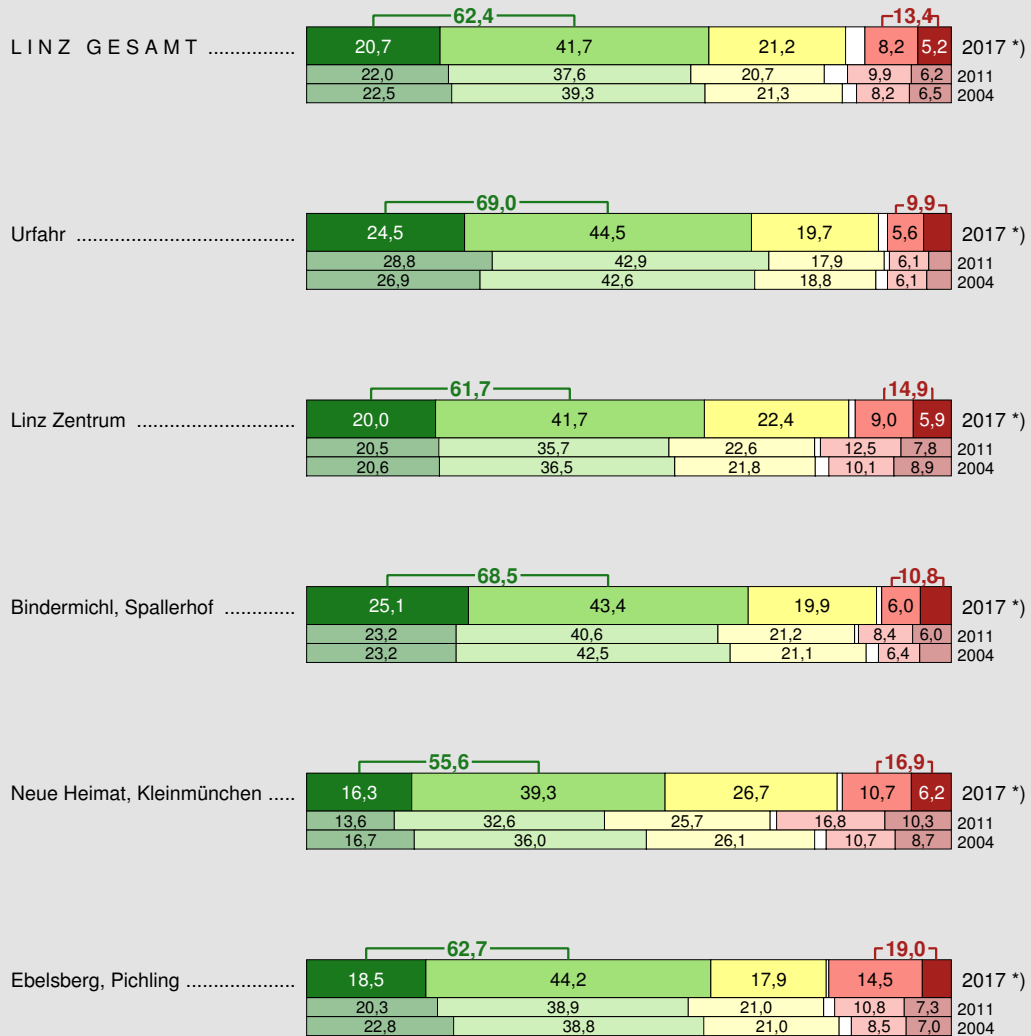 62,4 13,4
L I N Z G E S A M T .............. 20,7 41,7 21,2 8,2 5,2 2017 *)
22,0 37,6 20,7 9,9 6,2 2011
22,5 39,3 21,3 8,2 6,5 2004
69,0 9,9
Urfahr ..................................... 24,5 44,5 19,7 5,6 2017 *)
28,8 42,9 17,9 6,1 2011
26,9 42,6 18,8 6,1 2004
61,7 14,9
Linz Zentrum ........................... 20,0 41,7 22,4 9,0 5,9 2017 *)
20,5 35,7 22,6 12,5 7,8 2011
20,6 36,5 21,8 10,1 8,9 2004
68,5 10,8
Bindermichl, Spallerhof ............ 25,1 43,4 19,9 6,0 2017 *)
23,2 40,6 21,2 8,4 6,0 2011
23,2 42,5 21,1 6,4 2004
55,6 16,9
Neue Heimat, Kleinmünchen ..... 16,3 39,3 26,7 10,7 6,2 2017 *)
13,6 32,6 25,7 16,8 10,3 2011
16,7 36,0 26,1 10,7 8,7 2004
62,7 19,0
Ebelsberg, Pichling .................. 18,5 44,2 17,9 14,5 2017 *)
20,3 38,9 21,0 10,8 7,3 2011
22,8 38,8 21,0 8,5 7,0 2004